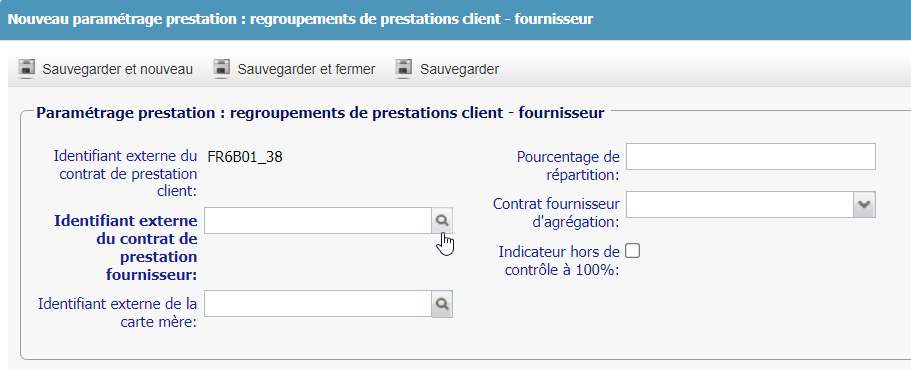 Nouveau paramétrage prestation : regroupements de prestations client - fournisseur
Sauvegarder et nouveau Sauvegarder et fermer Sauvegarder
Paramétrage prestation : regroupements de prestations client - fournisseur
Identifiant externe du
contrat de prestation
client:
FR6B01_38
Identifiant externe
du contrat de
prestation
fournisseur:
Identifiant externe de la
carte mère:
Pourcentage de
répartition:
Contrat fournisseur
d'agrégation:
Indicateur hors de
contrôle à 100%: